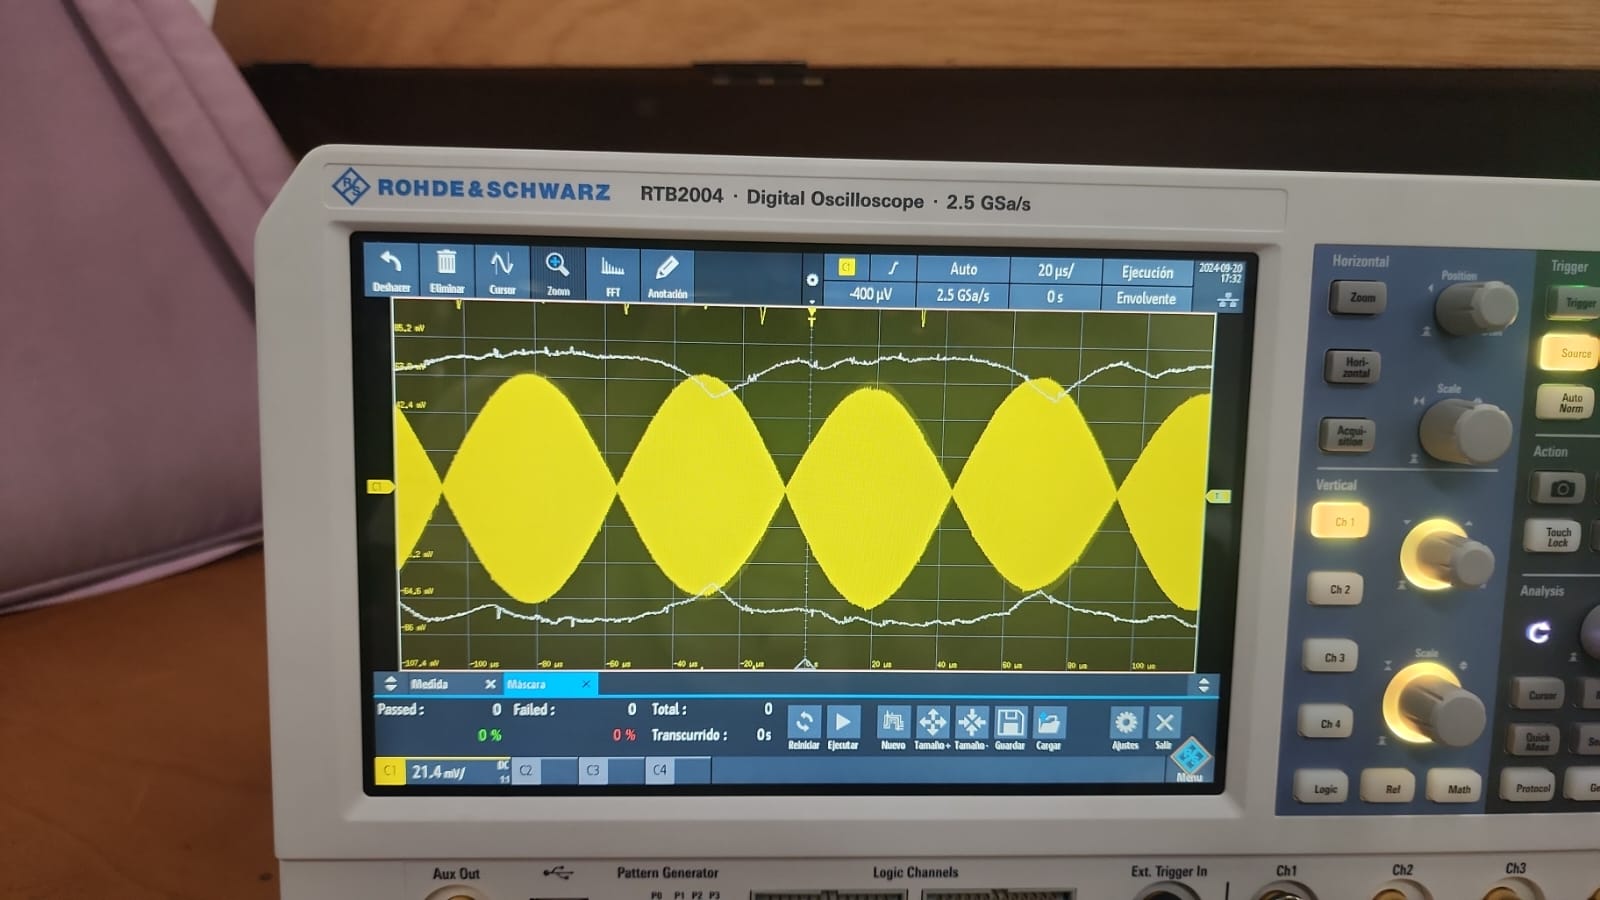 ROHDE&SCHWARZ RTB2004 · Digital Oscilloscope · 2.5 GSa/s
Deshacer Eliminar Cursor Zoom FFT Anotación
C1 Auto 20 µs/ Ejecución 2024-09-20 17:32
-400 µV 2.5 GSa/s 0 s Envolvente
85.2 mV
42.4 mV
-64.6 mV
-86 mV
-107.4 mV -100 µs -80 µs -60 µs -40 µs -20 µs 0 s 20 µs 40 µs 60 µs 80 µs 100 µs
C1
T
Medida Máscara
Passed: 0 Failed: 0 Total: 0
0 % 0 % Transcurrido: 0s
Reiniciar Ejecutar Nuevo Tamaño+ Tamaño- Guardar Cargar Ajustes Salir
C1 21.4 mV/ DC 1:1 C2 C3 C4 Menu
Horizontal
Position
Zoom
Hori-
zontal
Scale
Acqui-
sition
Vertical
Ch 1
Ch 2
Ch 3
Scale
Ch 4
Logic Ref Math
Trigger
Trigger
Source
Auto
Norm
Action
Touch
Lock
Analysis
Cursor
Quick
Meas
Protocol
Aux Out Pattern Generator Logic Channels Ext. Trigger In Ch1 Ch2 Ch3
P0 P1 P2 P3